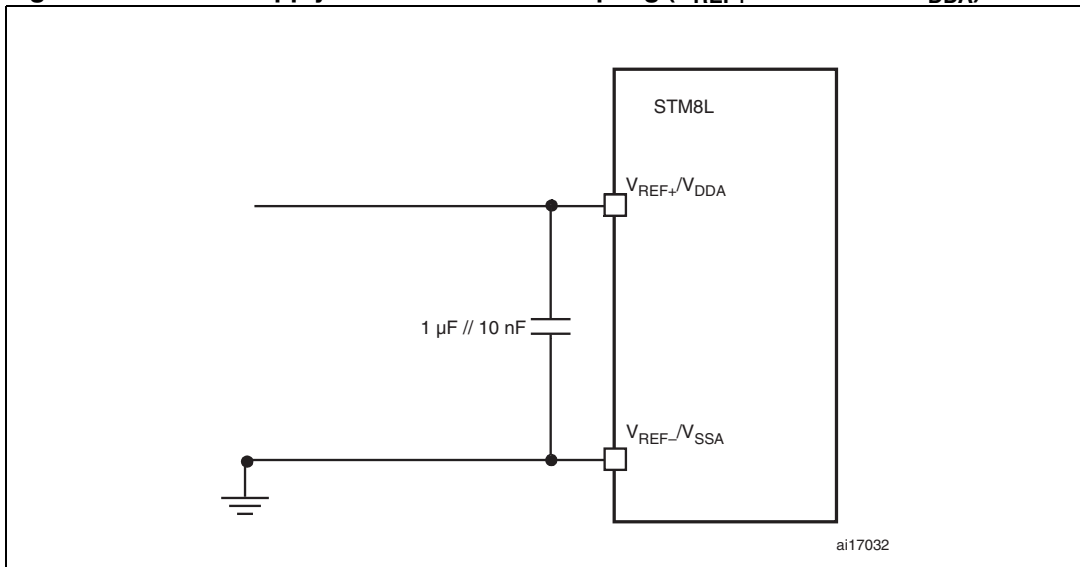 STM8L
VREF+/VDDA
1 µF // 10 nF
VREF–/VSSA
ai17032